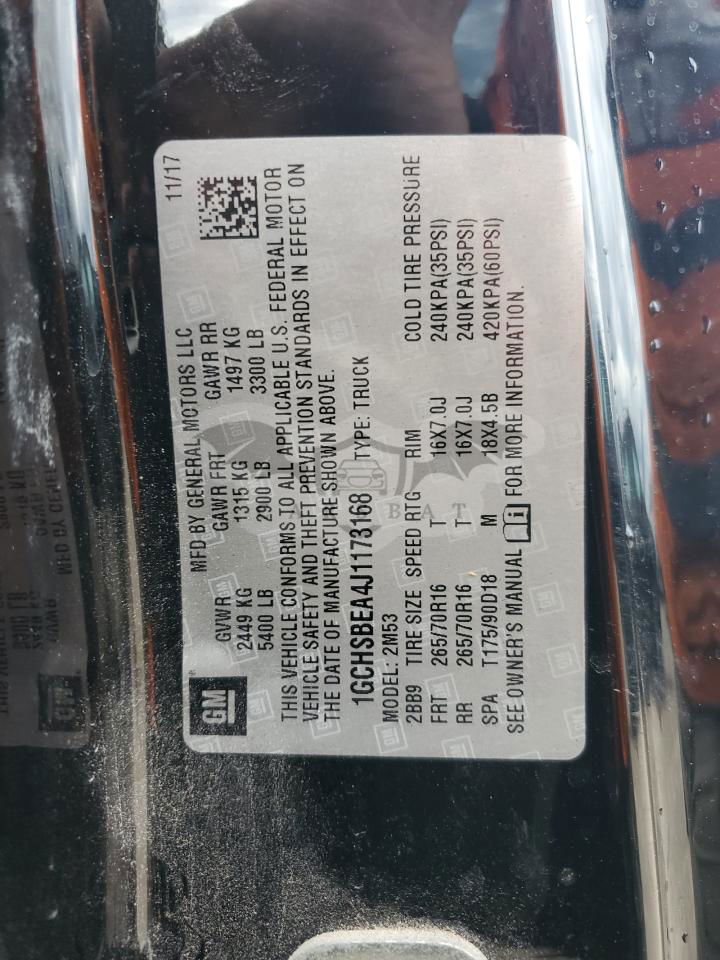 MFD BY GENERAL MOTORS LLC 11/17
GM
GVWR GAWR FRT GAWR RR
2449 KG 1315 KG 1497 KG
5400 LB 2900 LB 3300 LB
THIS VEHICLE CONFORMS TO ALL APPLICABLE U.S. FEDERAL MOTOR
VEHICLE SAFETY AND THEFT PREVENTION STANDARDS IN EFFECT ON
THE DATE OF MANUFACTURE SHOWN ABOVE.
1GCHSBEA4J1173168 TYPE: TRUCK
MODEL: 2M53
2BB9 TIRE SIZE SPEED RTG RIM COLD TIRE PRESSURE
FRT 265/70R16 T 16X7.0J 240KPA(35PSI)
RR 265/70R16 T 16X7.0J 240KPA(35PSI)
SPA T175/90D18 M 18X4.5B 420KPA(60PSI)
SEE OWNER'S MANUAL FOR MORE INFORMATION.
BAT